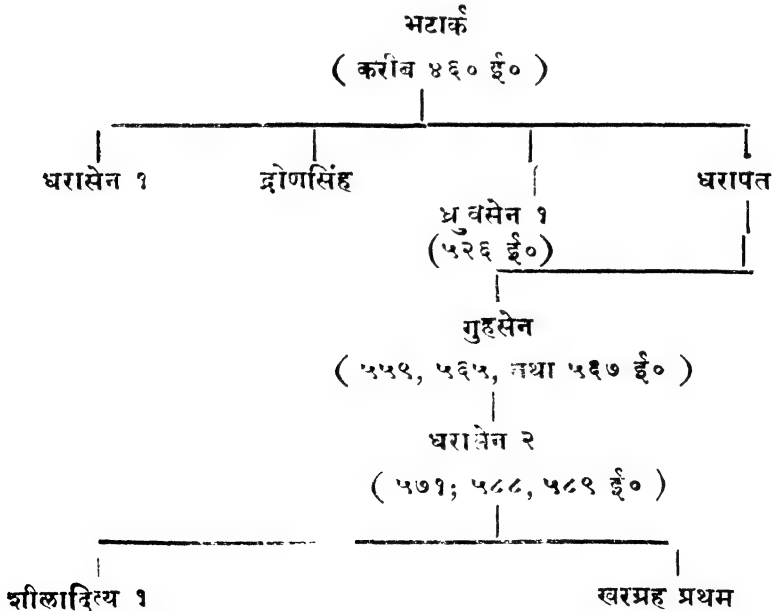 भटार्क
( करीब ४६० ई० )
धरासेन १ द्रोणसिंह धरापत
ध्रुवसेन १
(५२६ ई०)
गुहसेन
( ५५९, ५६५, तथा ५६७ ई० )
धरासेन २
( ५७१; ५८८, ५८९ ई० )
शीलादित्य १ खरग्रह प्रथम